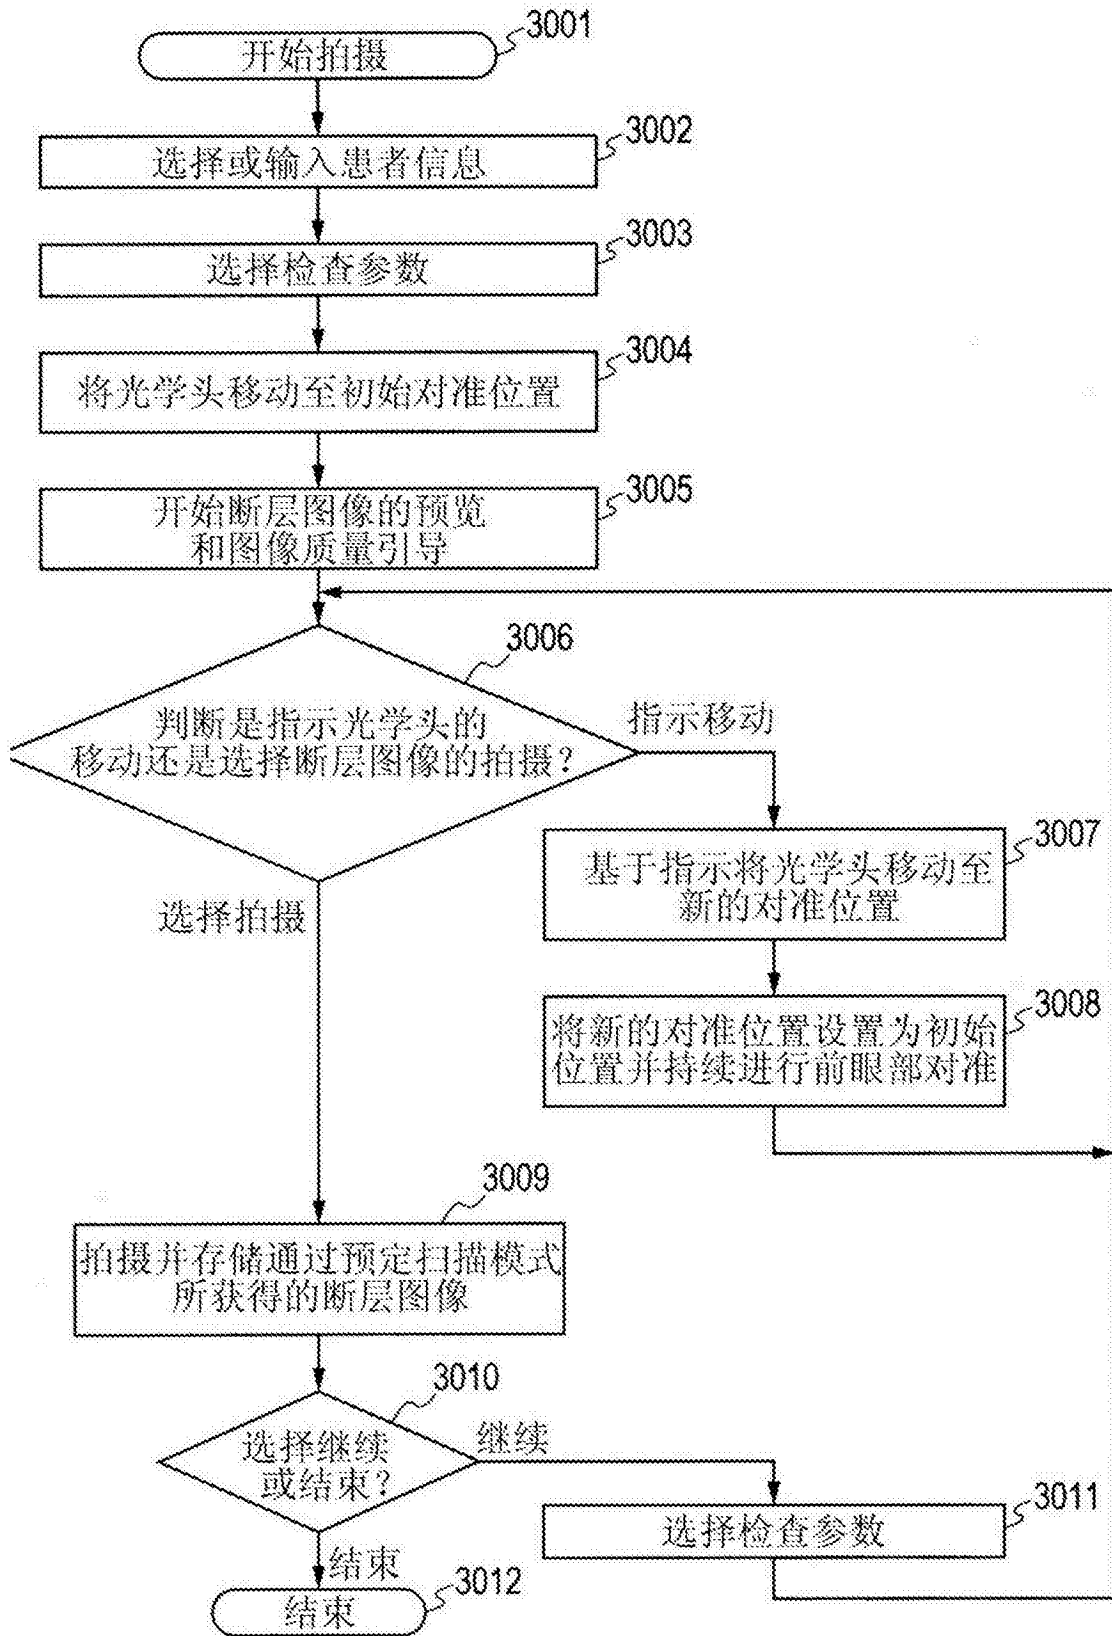 开始拍摄
3001
选择或输入患者信息
3002
选择检查参数
3003
将光学头移动至初始对准位置
3004
开始断层图像的预览
和图像质量引导
3005
3006
判断是指示光学头的
移动还是选择断层图像的拍摄?
指示移动
基于指示将光学头移动至
新的对准位置
3007
选择拍摄
将新的对准位置设置为初始
位置并持续进行前眼部对准
3008
3009
拍摄并存储通过预定扫描模式
所获得的断层图像
3010
选择继续
或结束?
继续
选择检查参数
3011
结束
结束
3012